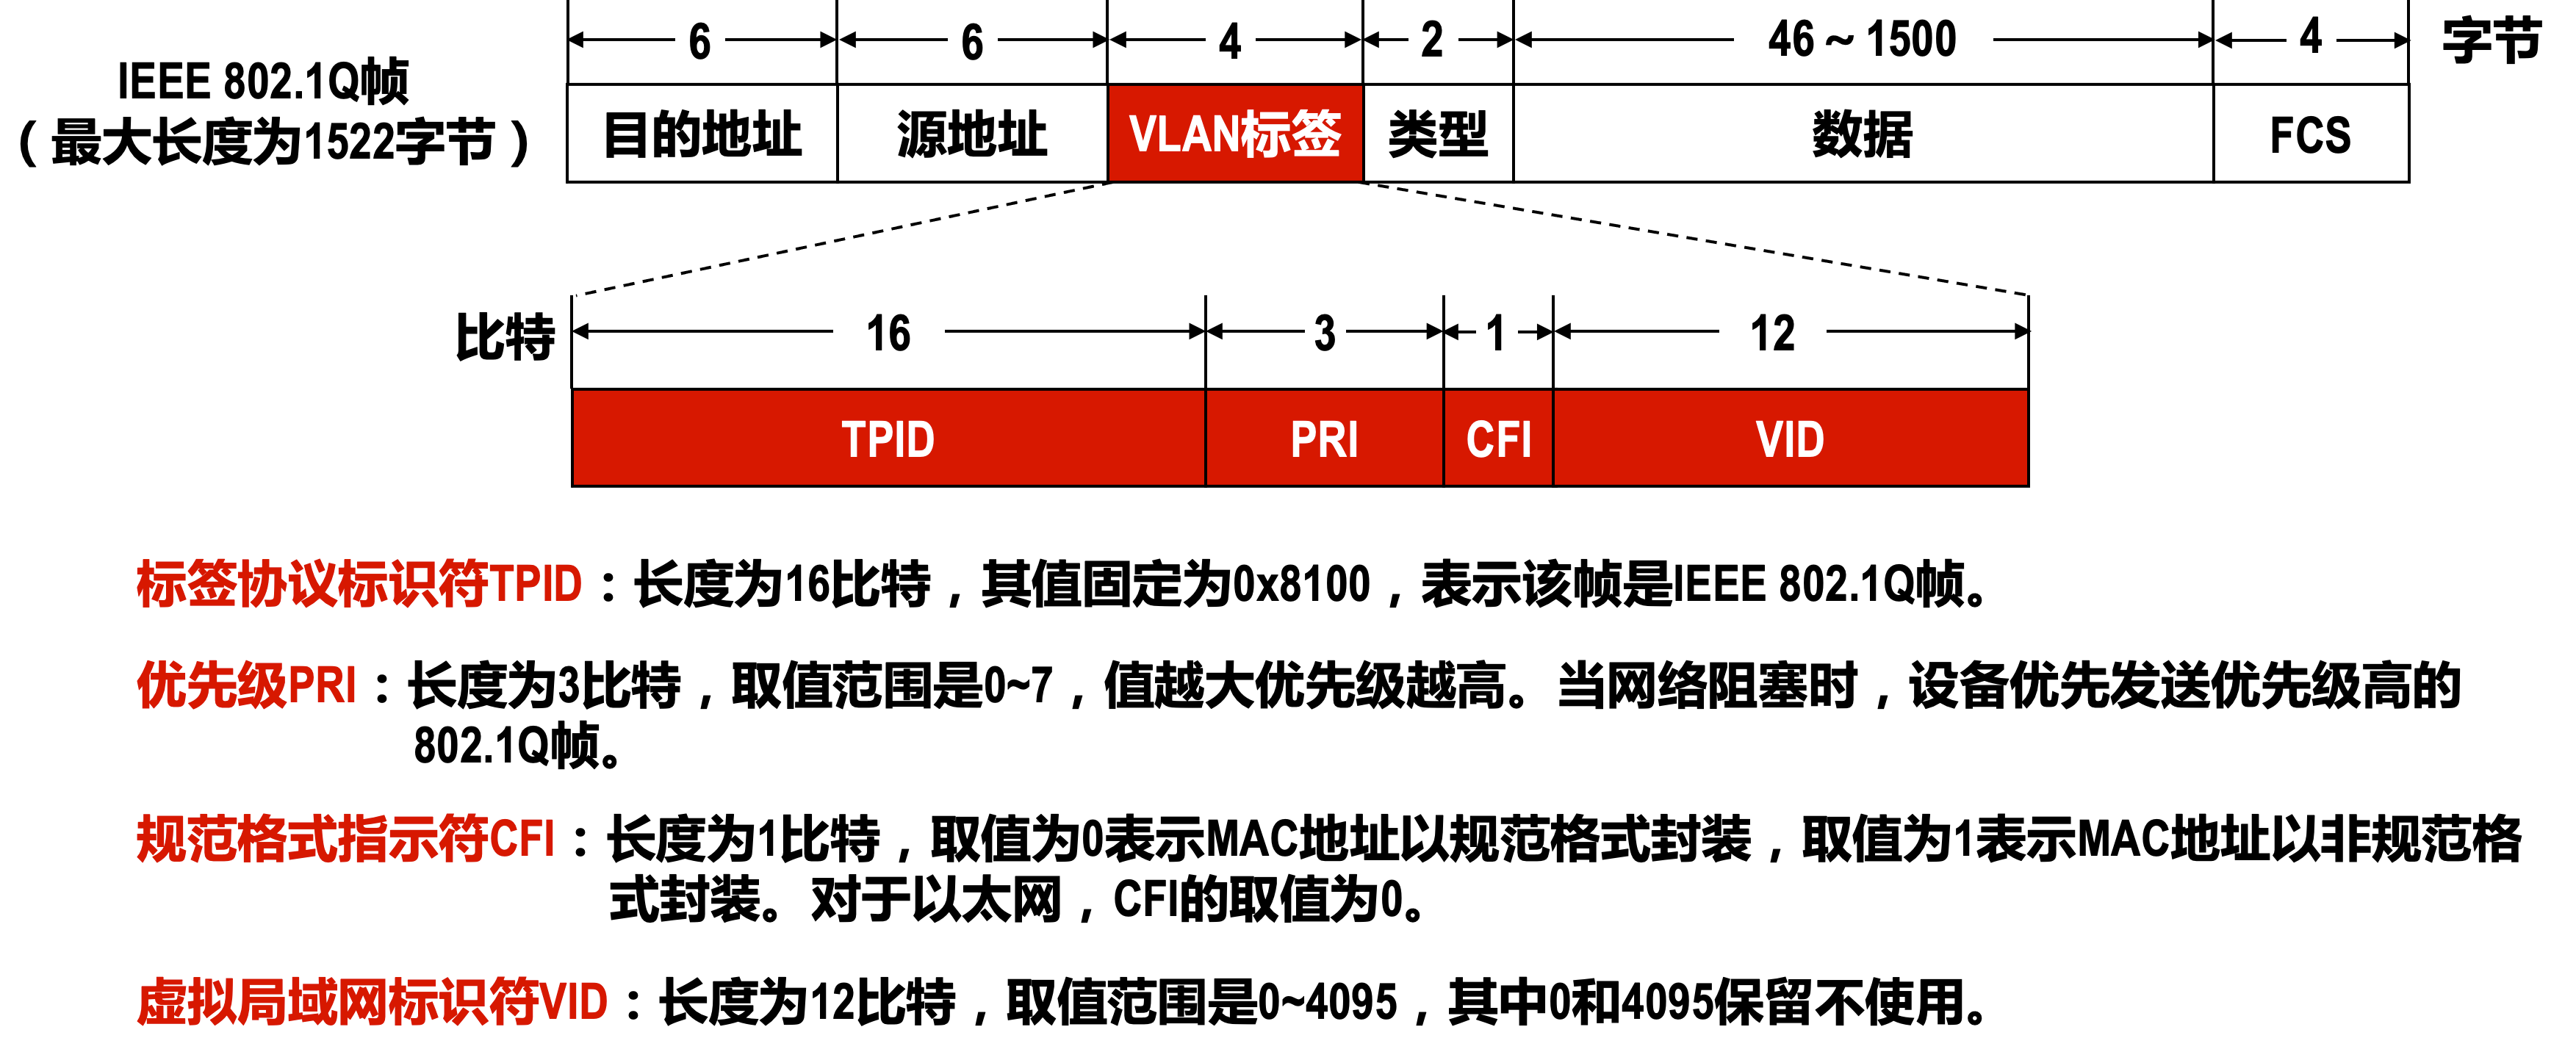 6 6 4 2 46～1500 4 字节
IEEE 802.1Q帧
（最大长度为1522字节）
目的地址 源地址 VLAN标签 类型 数据 FCS
比特 16 3 1 12
TPID PRI CFI VID
标签协议标识符TPID：长度为16比特，其值固定为0x8100，表示该帧是IEEE 802.1Q帧。
优先级PRI：长度为3比特，取值范围是0~7，值越大优先级越高。当网络阻塞时，设备优先发送优先级高的
802.1Q帧。
规范格式指示符CFI：长度为1比特，取值为0表示MAC地址以规范格式封装，取值为1表示MAC地址以非规范格
式封装。对于以太网，CFI的取值为0。
虚拟局域网标识符VID：长度为12比特，取值范围是0~4095，其中0和4095保留不使用。